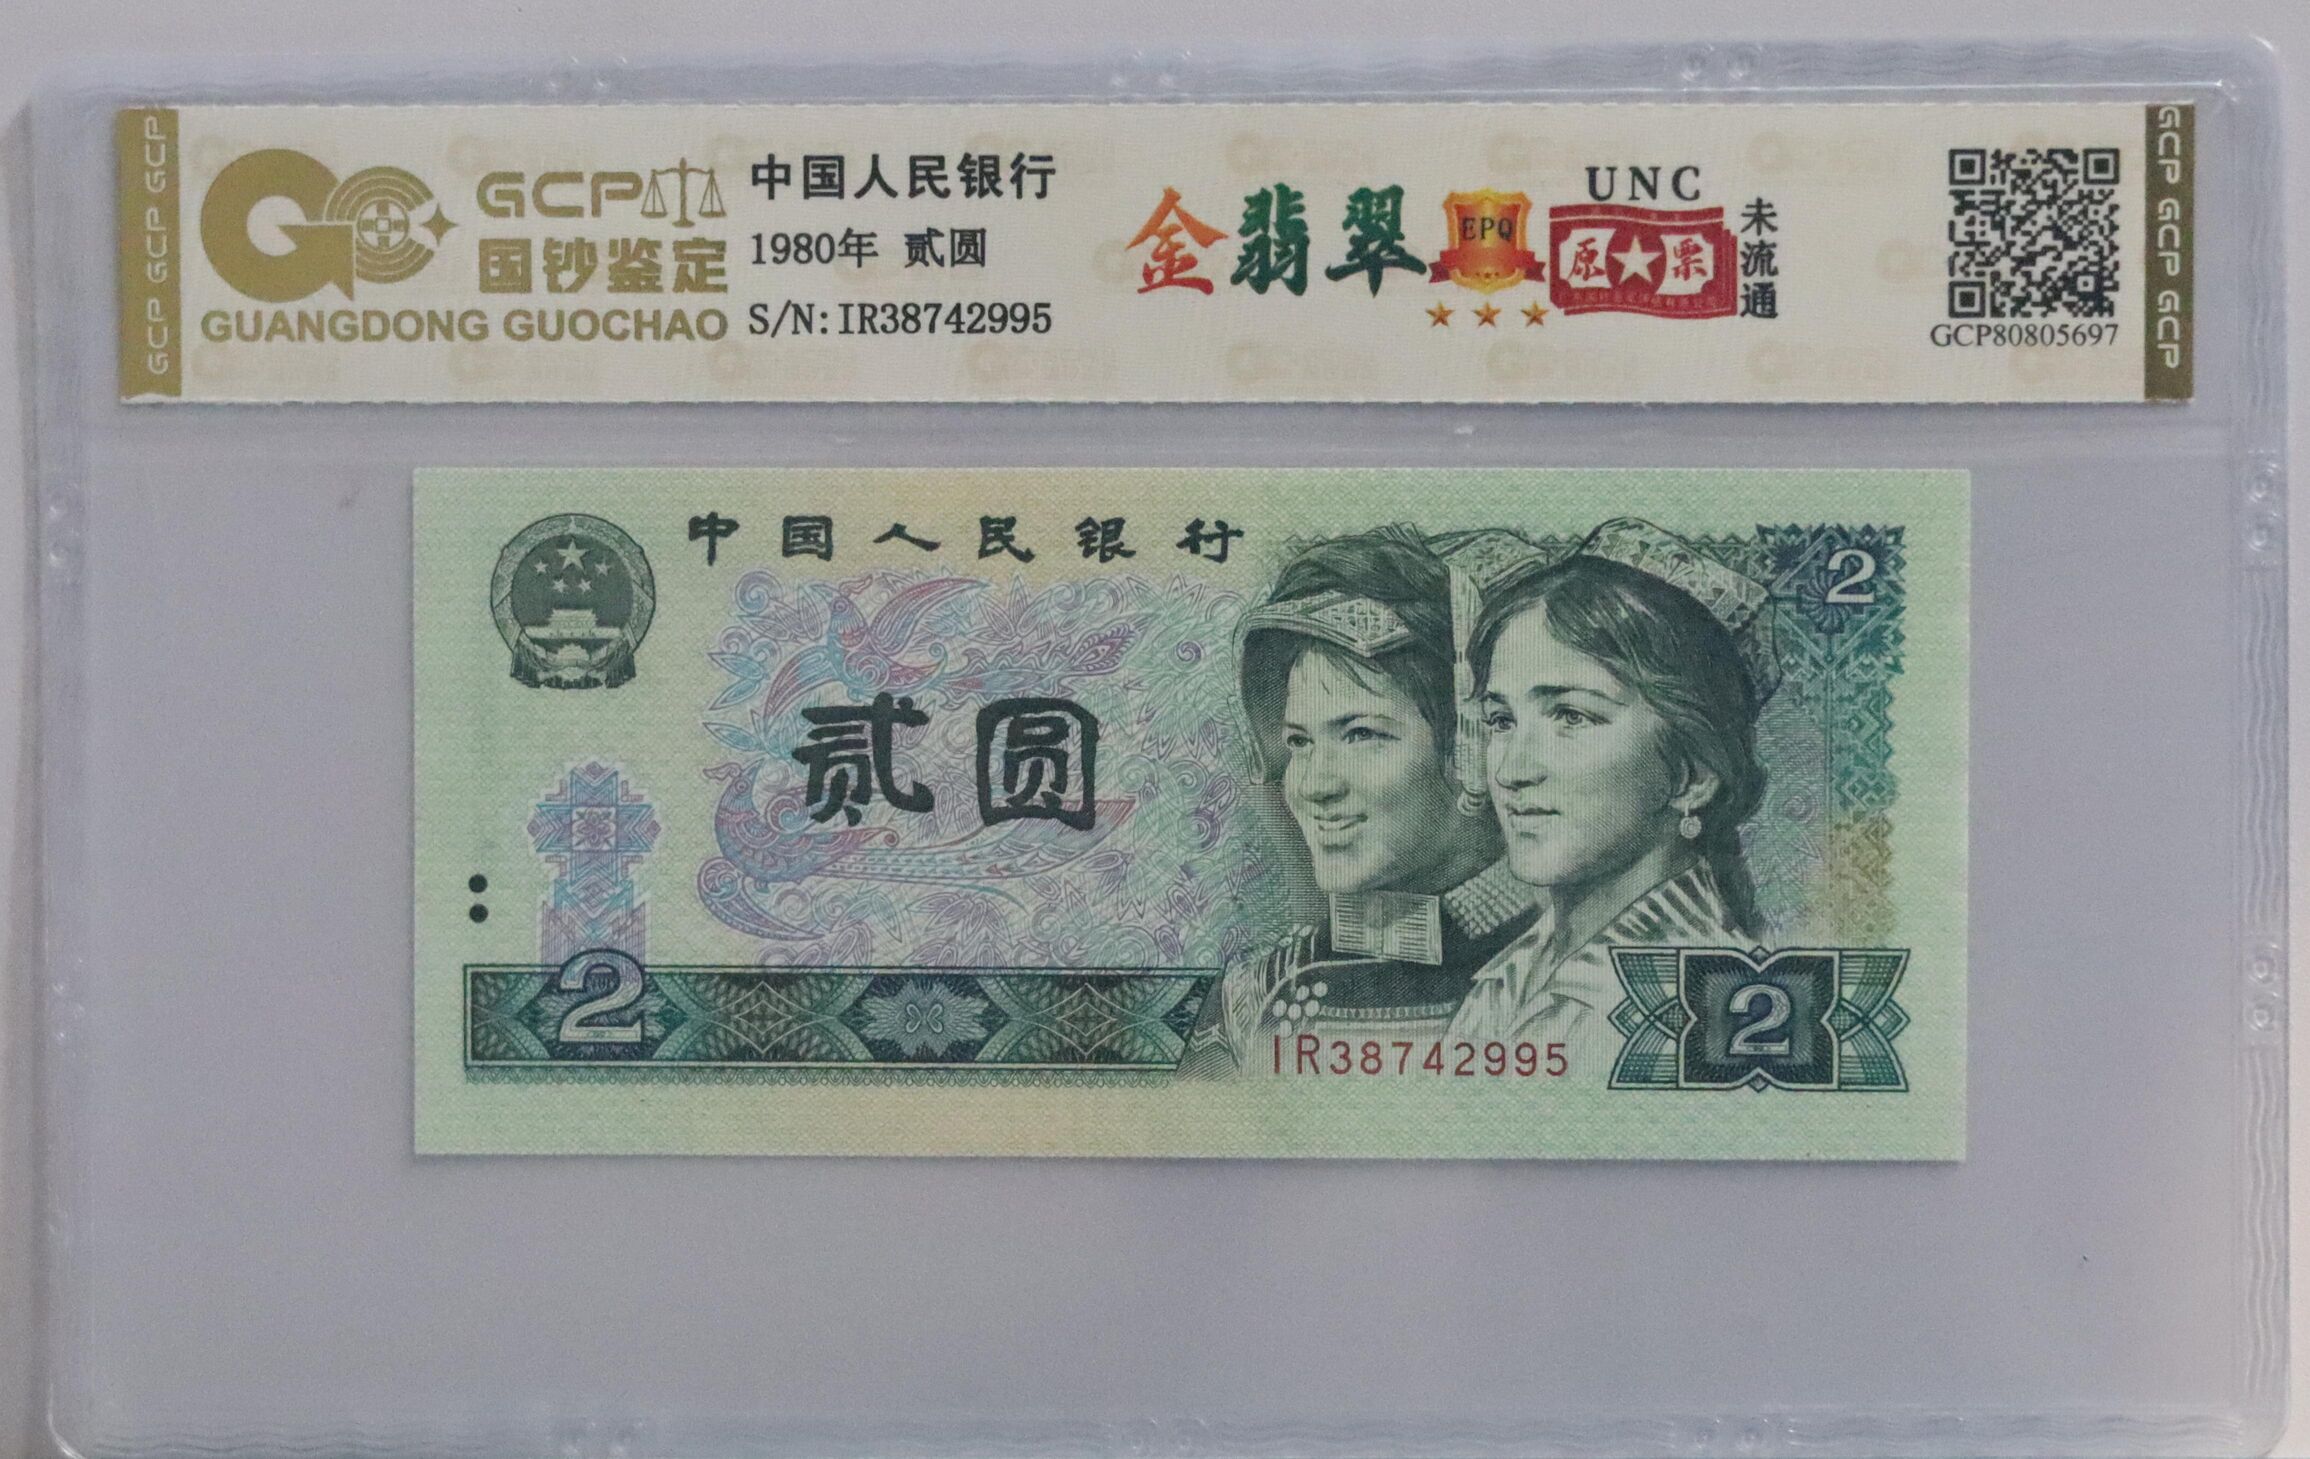 GCP GCP GCP
GCP
国钞鉴定
GUANGDONG GUOCHAO
中国人民银行
1980年 贰圆
S/N:IR38742995
金翡翠
EPQ
UNC
原票
未流通
GCP80805697
GCP GCP GCP
中国人民银行
2
贰圆
2
IR38742995
2